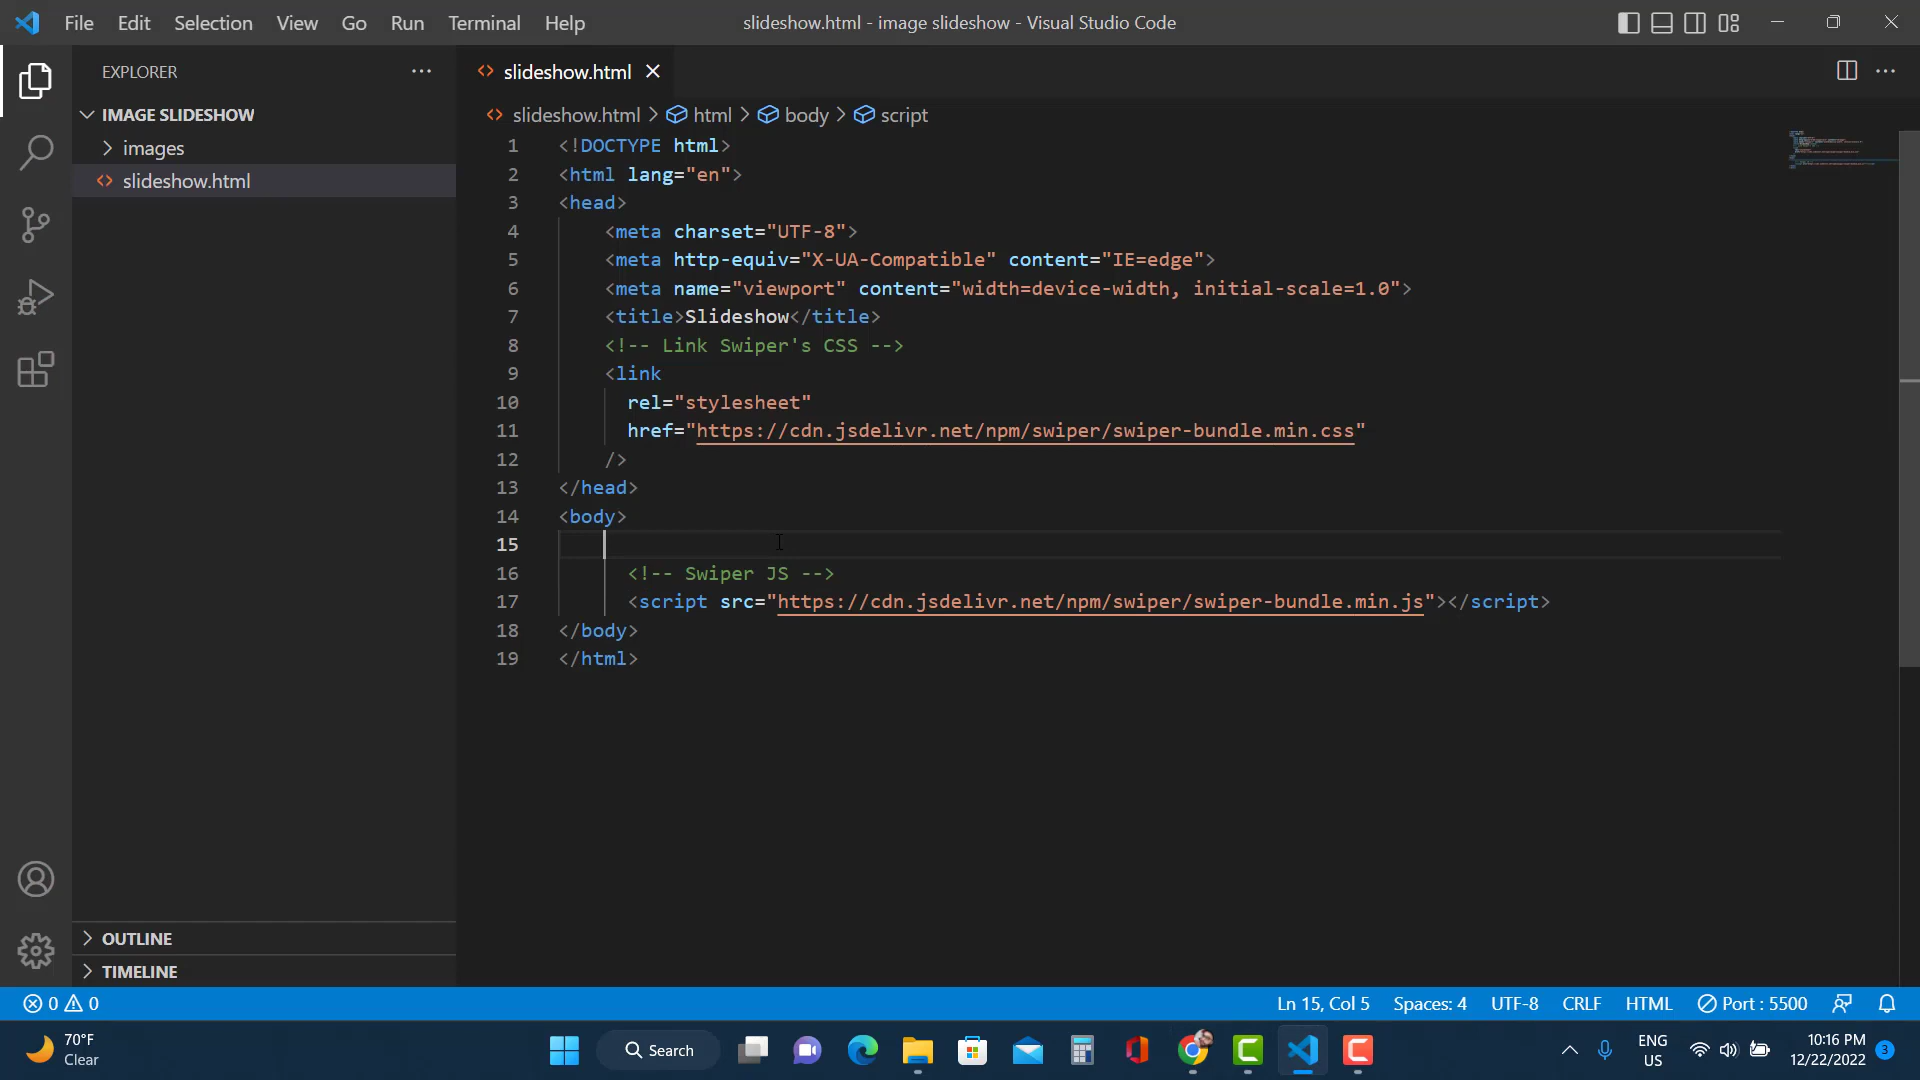 File Edit Selection View Go Run Terminal Help
slideshow.html - image slideshow - Visual Studio Code
EXPLORER
IMAGE SLIDESHOW
images
slideshow.html
OUTLINE
TIMELINE
slideshow.html
slideshow.html > html > body > script
1 <!DOCTYPE html>
2 <html lang="en">
3 <head>
4 <meta charset="UTF-8">
5 <meta http-equiv="X-UA-Compatible" content="IE=edge">
6 <meta name="viewport" content="width=device-width, initial-scale=1.0">
7 <title>Slideshow</title>
8 <!-- Link Swiper's CSS -->
9 <link
10 rel="stylesheet"
11 href="https://cdn.jsdelivr.net/npm/swiper/swiper-bundle.min.css"
12 />
13 </head>
14 <body>
15
16 <!-- Swiper JS -->
17 <script src="https://cdn.jsdelivr.net/npm/swiper/swiper-bundle.min.js"></script>
18 </body>
19 </html>
0 0
Ln 15, Col 5 Spaces: 4 UTF-8 CRLF HTML Port : 5500
70°F
Clear
Search
ENG
US
10:16 PM
12/22/2022
3